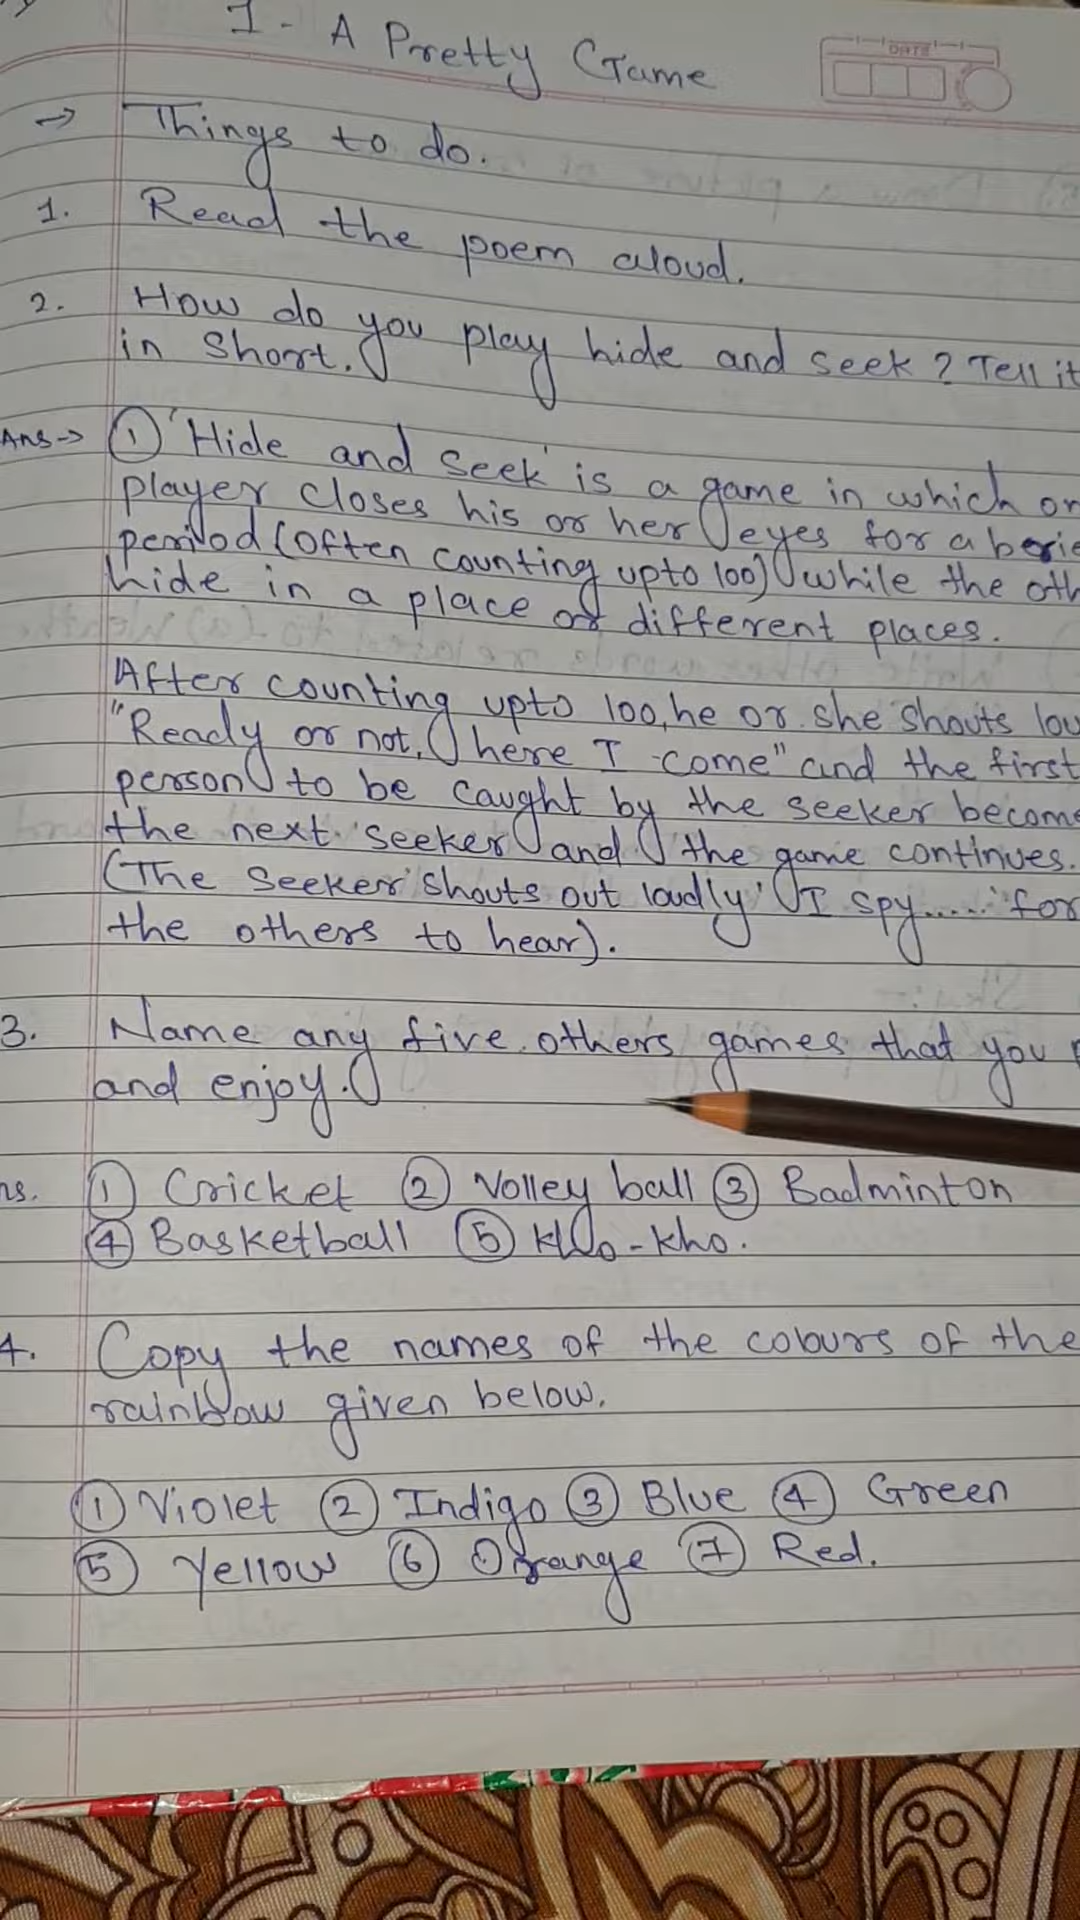 1- A Pretty Game
DATE
→ Things to do.
1. Read the poem aloud.
2. How do you play hide and seek? Tell it
in short.
Ans→ ① 'Hide and seek' is a game in which
player closes his or her eyes for a
period (often counting upto 100) while the
hide in a place or different places.
After counting upto 100, he or she shouts
"Ready or not, here I come" and the first
person to be caught by the seeker become
the next seeker and the game continues.
(The seeker shouts out loudly 'I spy.....' for
the others to hear).
3. Name any five others games that you
and enjoy.
ns. ① Cricket ② Volley ball ③ Badminton
④ Basketball ⑤ Kho-kho.
4. Copy the names of the colours of the
rainbow given below.
① Violet ② Indigo ③ Blue ④ Green
⑤ Yellow ⑥ Orange ⑦ Red.